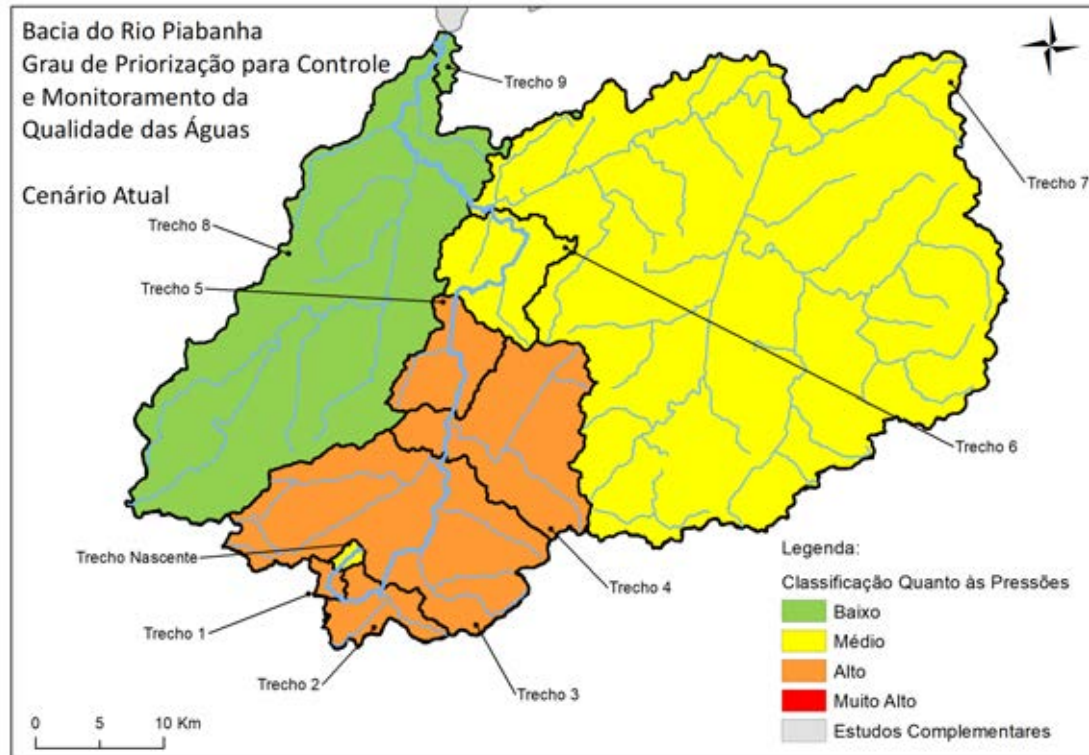 Bacia do Rio Piabanha
Grau de Priorização para Controle
e Monitoramento da
Qualidade das Águas
Cenário Atual
Trecho 9
Trecho 7
Trecho 8
Trecho 5
Trecho 6
Trecho Nascente
Trecho 4
Trecho 1
Trecho 2
Trecho 3
Legenda:
Classificação Quanto às Pressões
Baixo
Médio
Alto
Muito Alto
Estudos Complementares
0 5 10 Km